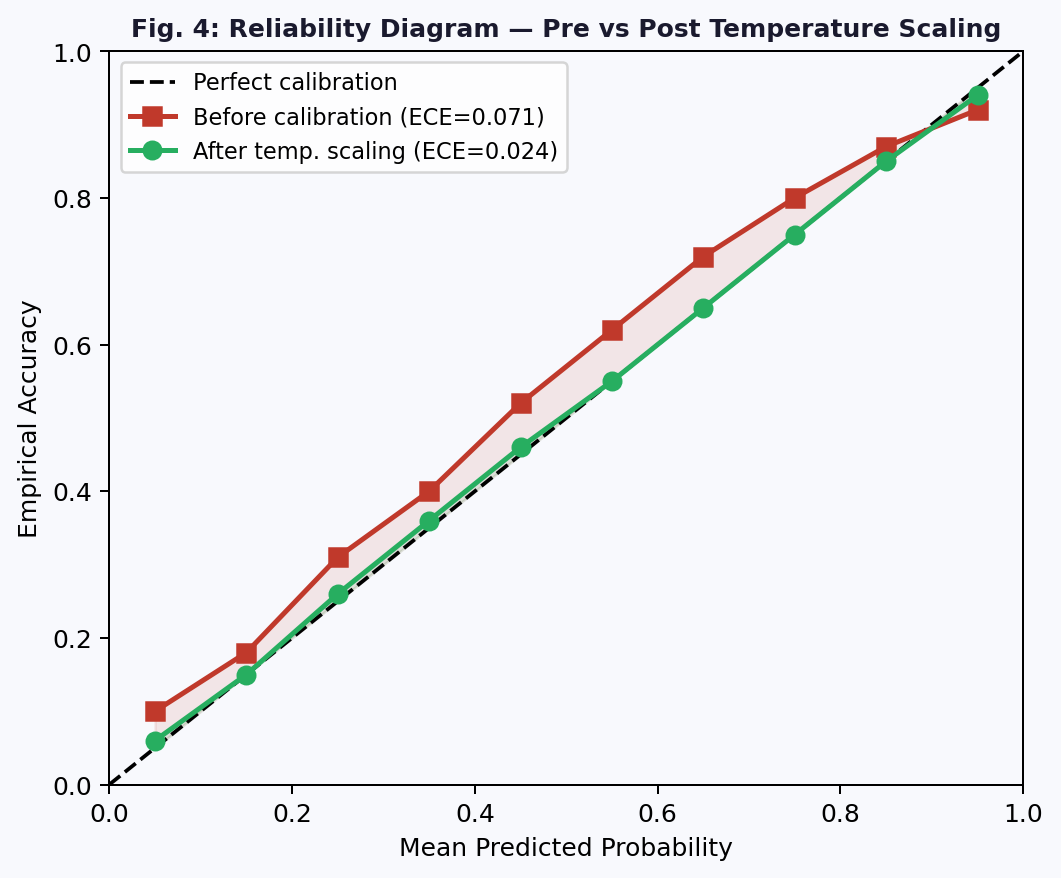 Fig. 4: Reliability Diagram — Pre vs Post Temperature Scaling
Perfect calibration
Before calibration (ECE=0.071)
After temp. scaling (ECE=0.024)
Empirical Accuracy
1.0
0.8
0.6
0.4
0.2
0.0
0.0 0.2 0.4 0.6 0.8 1.0
Mean Predicted Probability